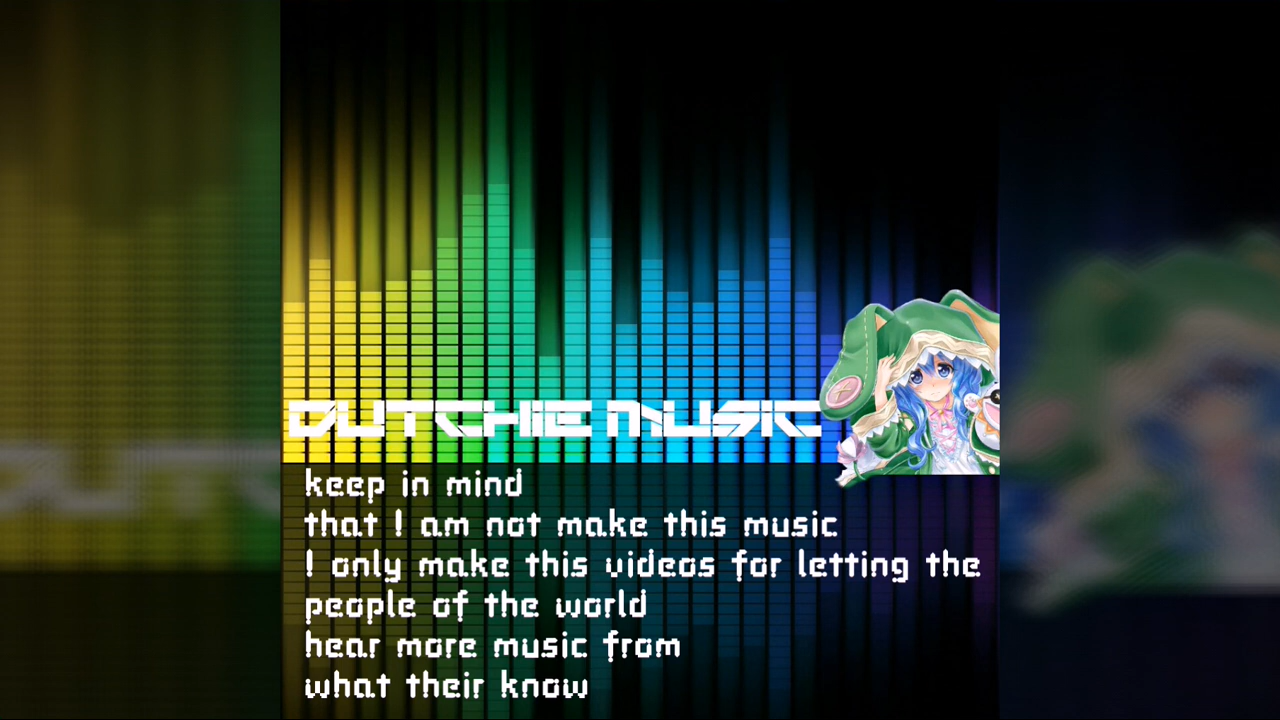 DUTCHIE MUSIC
keep in mind
that I am not make this music
I only make this videos for letting the
people of the world
hear more music from
what their know